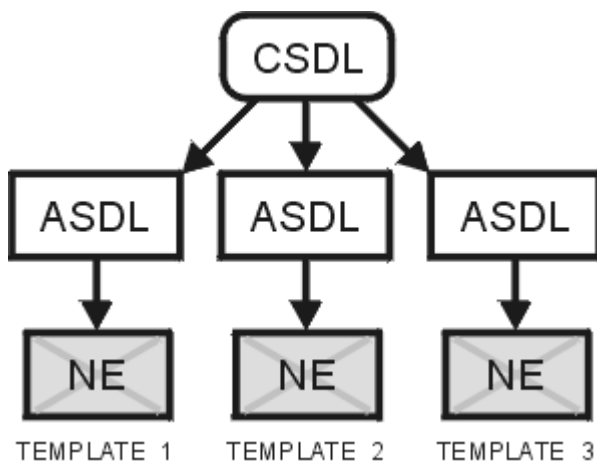 CSDL
ASDL ASDL ASDL
NE NE NE
TEMPLATE 1 TEMPLATE 2 TEMPLATE 3